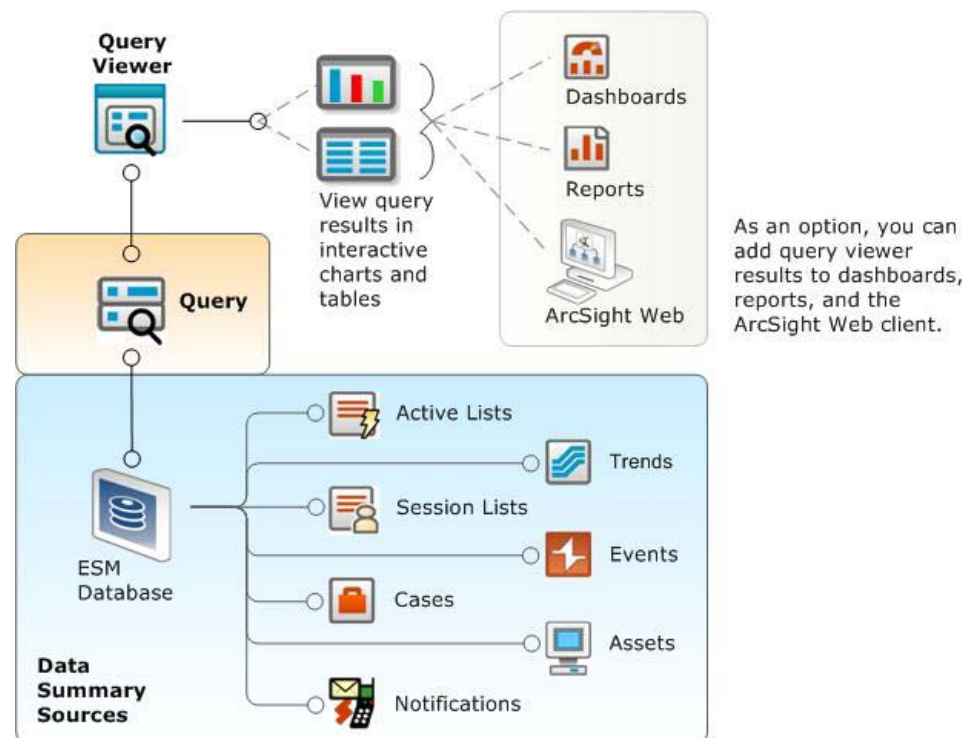 Query
Viewer
View query
results in
interactive
charts and
tables
Dashboards
Reports
ArcSight Web
As an option, you can
add query viewer
results to dashboards,
reports, and the
ArcSight Web client.
Query
ESM
Database
Active Lists
Trends
Session Lists
Events
Cases
Assets
Notifications
Data
Summary
Sources